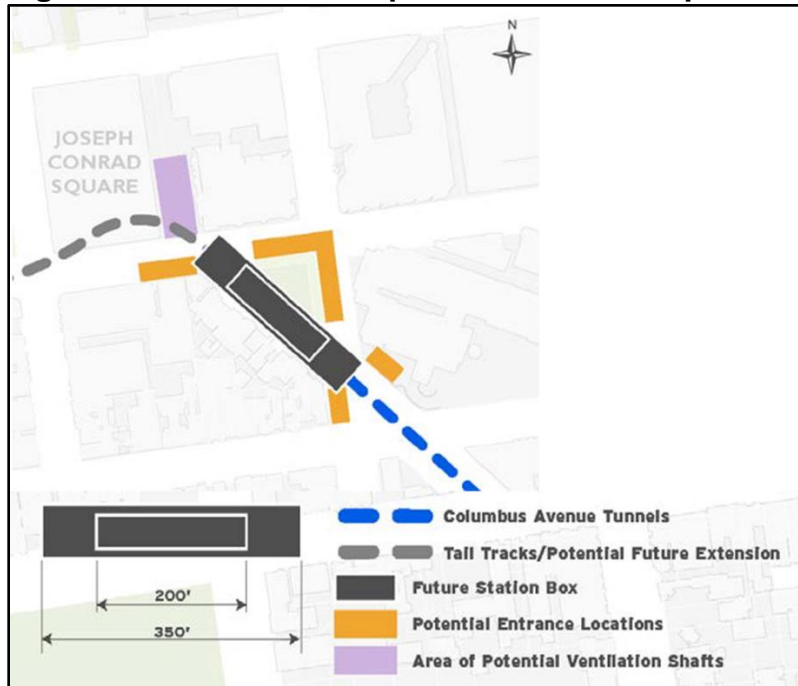 N
JOSEPH
CONRAD
SQUARE
Columbus Avenue Tunnels
Tail Tracks/Potential Future Extension
Future Station Box
200'
Potential Entrance Locations
350'
Area of Potential Ventilation Shafts